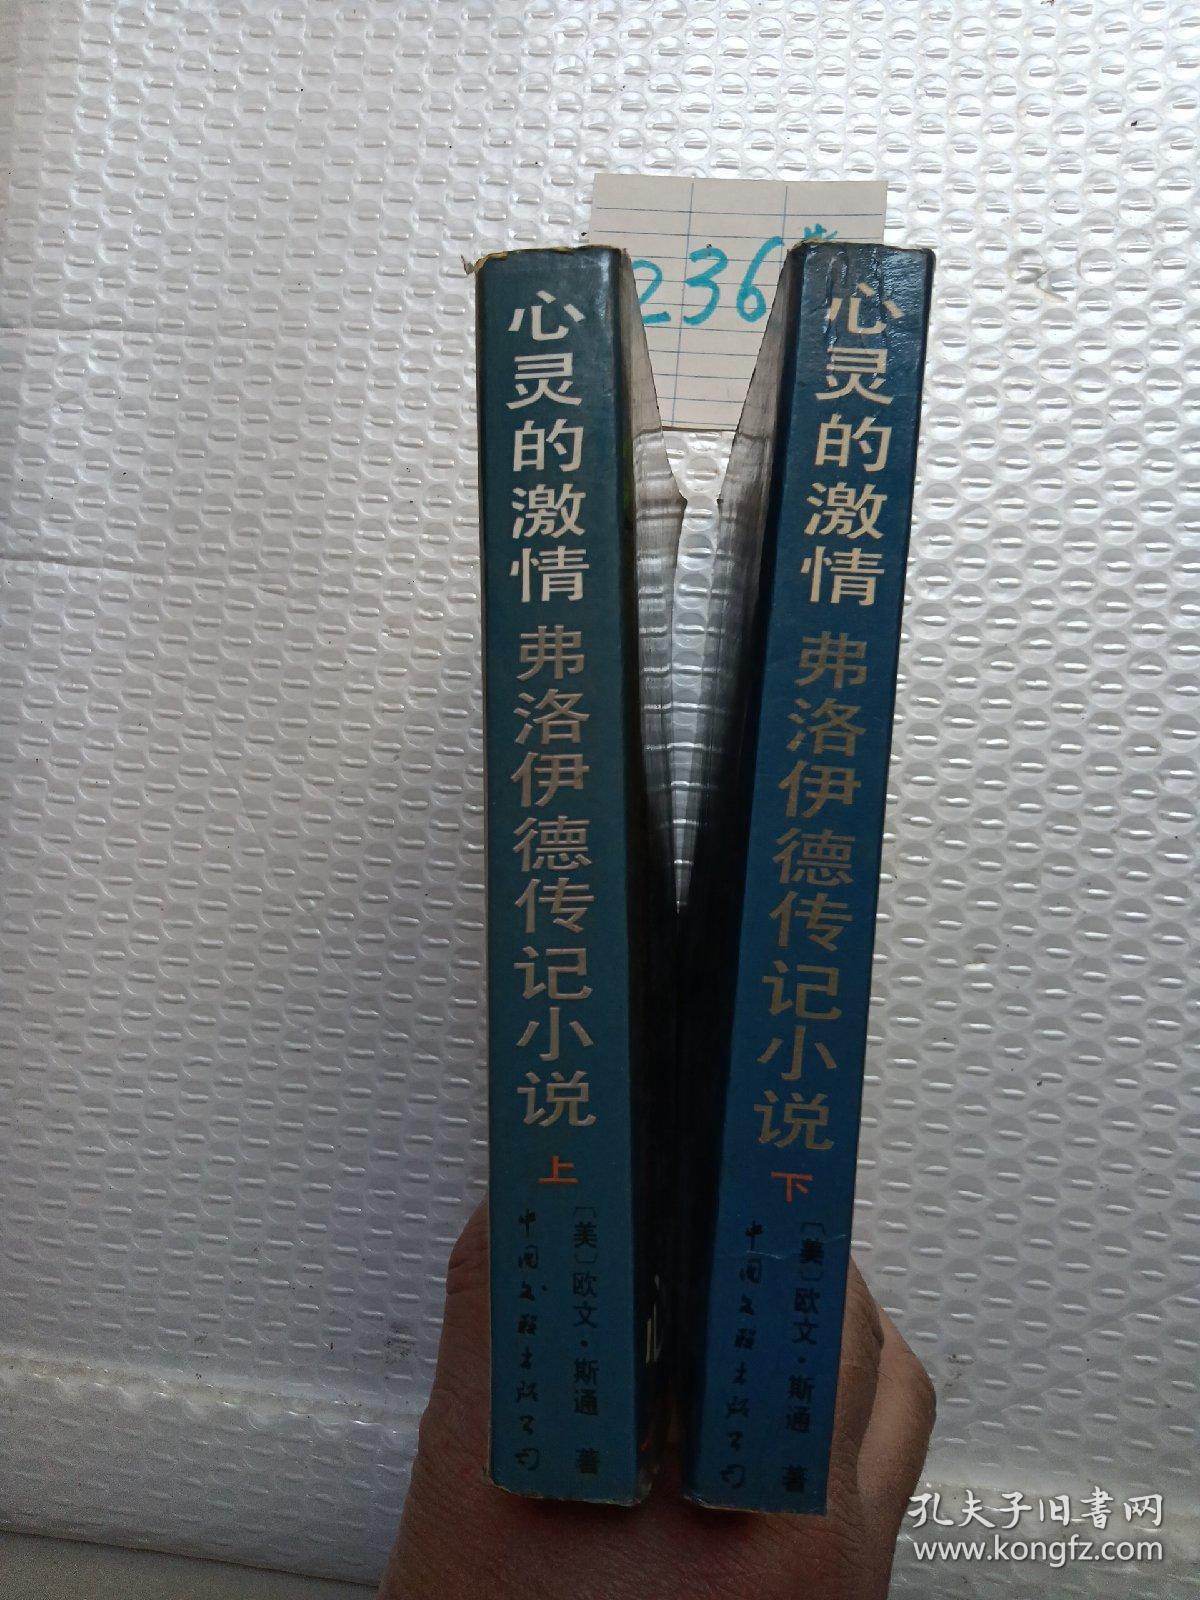 236
心灵的激情 弗洛伊德传记小说 上
〔美〕欧文·斯通 著
中国文联出版公司
心灵的激情 弗洛伊德传记小说 下
〔美〕欧文·斯通 著
中国文联出版公司
孔夫子旧书网
www.kongfz.com